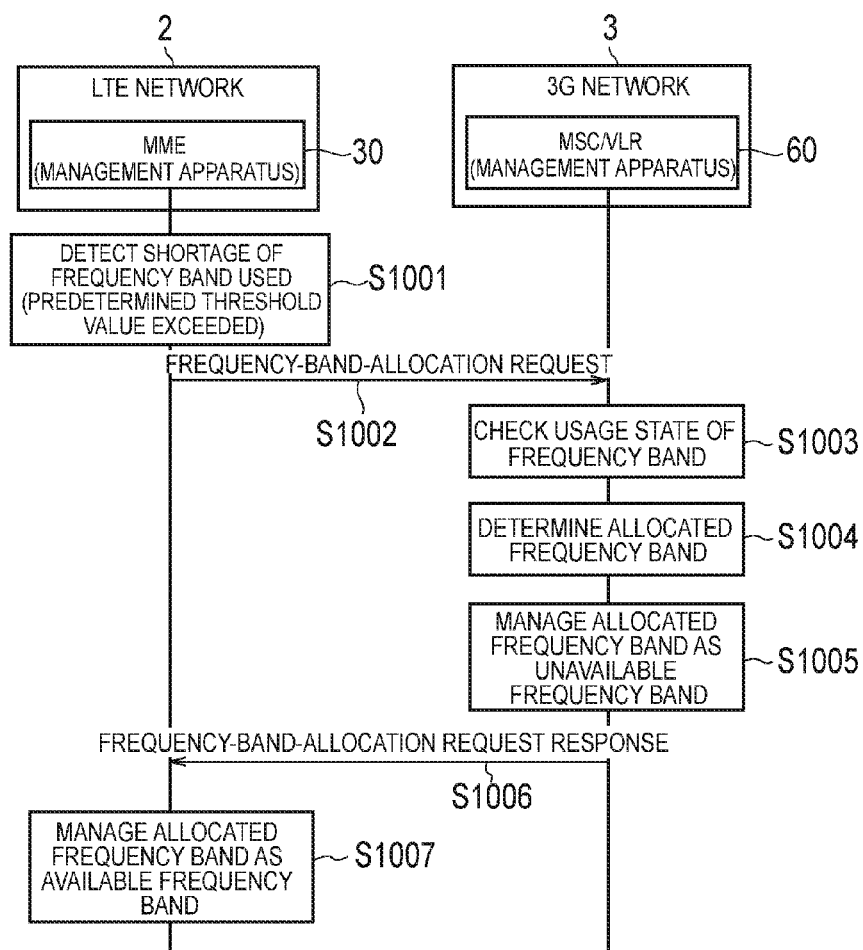 2
3
LTE NETWORK
3G NETWORK
MME
(MANAGEMENT APPARATUS)
30
MSC/VLR
(MANAGEMENT APPARATUS)
60
DETECT SHORTAGE OF
FREQUENCY BAND USED
(PREDETERMINED THRESHOLD
VALUE EXCEEDED)
S1001
FREQUENCY-BAND-ALLOCATION REQUEST
S1002
CHECK USAGE STATE OF
FREQUENCY BAND
S1003
DETERMINE ALLOCATED
FREQUENCY BAND
S1004
MANAGE ALLOCATED
FREQUENCY BAND AS
UNAVAILABLE
FREQUENCY BAND
S1005
FREQUENCY-BAND-ALLOCATION REQUEST RESPONSE
S1006
MANAGE ALLOCATED
FREQUENCY BAND AS
AVAILABLE FREQUENCY
BAND
S1007